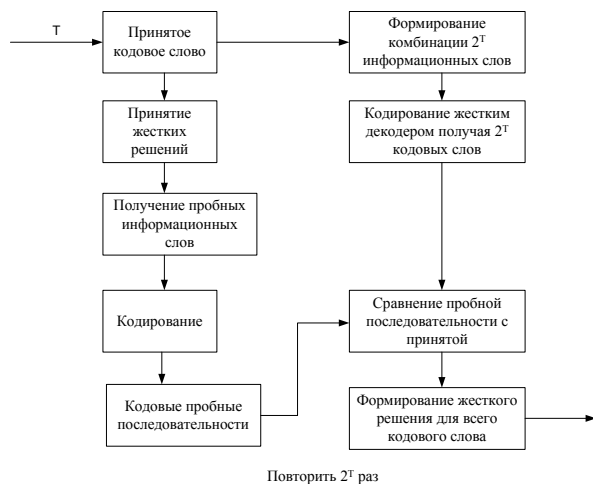 Т
Принятое
кодовое слово
Формирование
комбинации 2ᵀ
информационных слов
Принятие
жестких
решений
Кодирование жестким
декодером получая 2ᵀ
кодовых слов
Получение пробных
информационных
слов
Кодирование
Сравнение пробной
последовательности с
принятой
Кодовые пробные
последовательности
Формирование жесткого
решения для всего
кодового слова
Повторить 2ᵀ раз